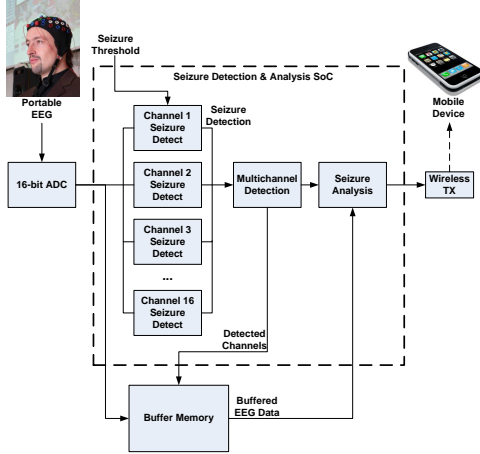 Seizure
Threshold
Seizure Detection & Analysis SoC
Portable
EEG
Mobile
Device
Channel 1
Seizure
Detect
Seizure
Detection
16-bit ADC
Channel 2
Seizure
Detect
Multichannel
Detection
Seizure
Analysis
Wireless
TX
Channel 3
Seizure
Detect
...
Channel 16
Seizure
Detect
Detected
Channels
Buffer Memory
Buffered
EEG Data